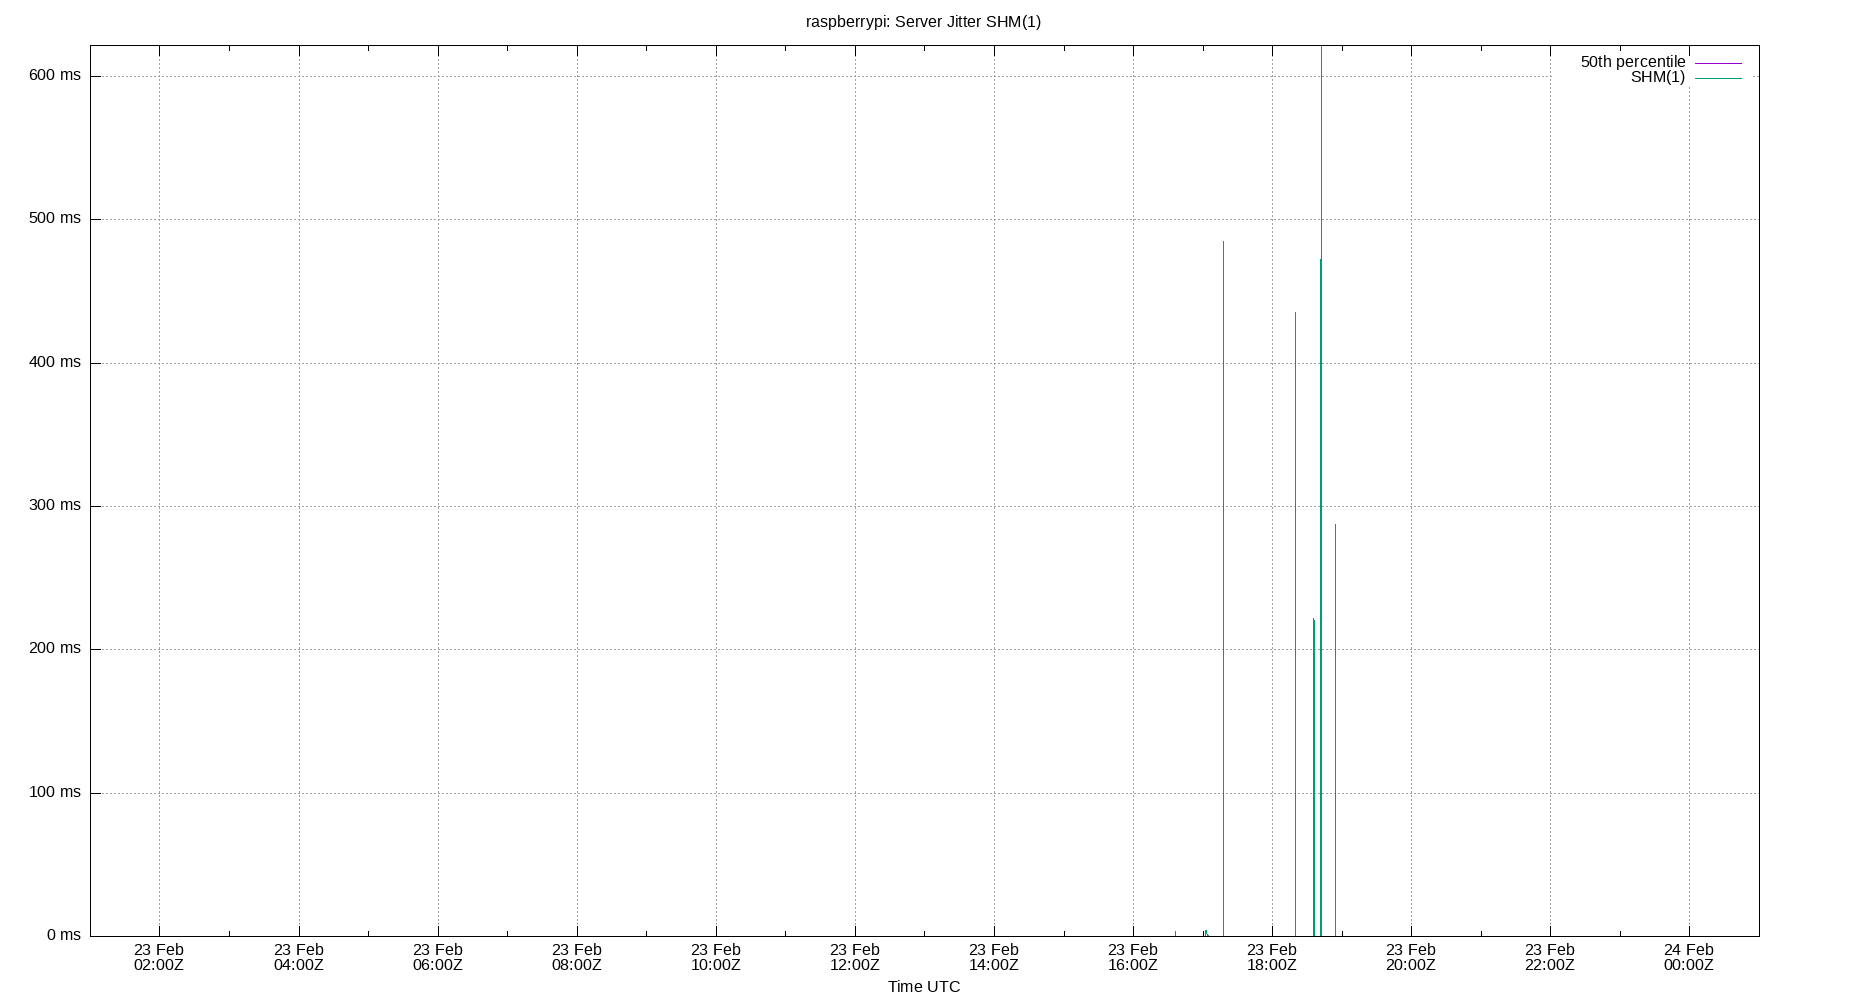 raspberrypi: Server Jitter SHM(1)
600 ms
500 ms
400 ms
300 ms
200 ms
100 ms
0 ms
50th percentile
SHM(1)
23 Feb 23 Feb 23 Feb 23 Feb 23 Feb 23 Feb 23 Feb 23 Feb 23 Feb 23 Feb 23 Feb 24 Feb
02:00Z 04:00Z 06:00Z 08:00Z 10:00Z 12:00Z 14:00Z 16:00Z 18:00Z 20:00Z 22:00Z 00:00Z
Time UTC